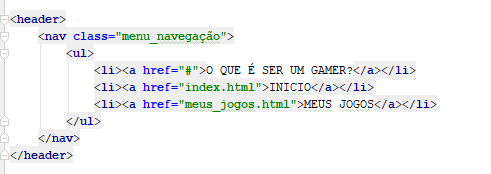 <header>
<nav class="menu_navegação">
<ul>
<li><a href="#">O QUE É SER UM GAMER?</a></li>
<li><a href="index.html">INICIO</a></li>
<li><a href="meus_jogos.html">MEUS JOGOS</a></li>
</ul>
</nav>
</header>